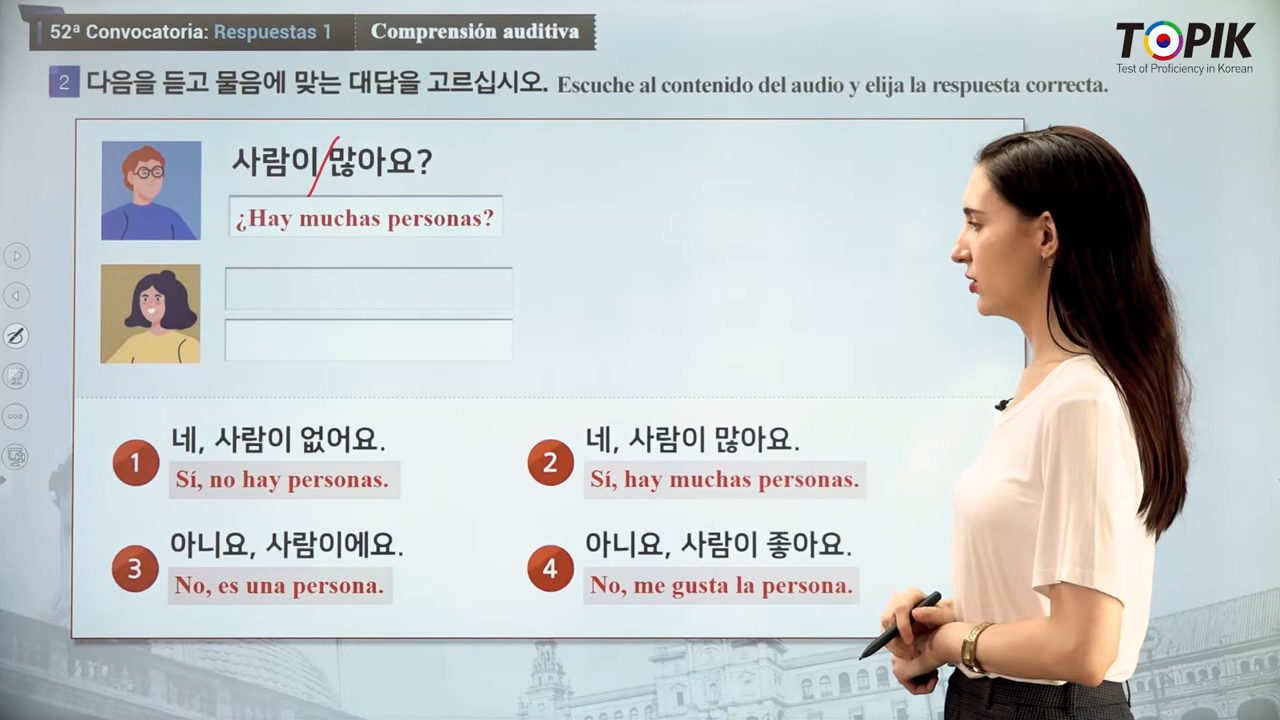 52ª Convocatoria: Respuestas 1 Comprensión auditiva
TOPIK
Test of Proficiency in Korean
2 다음을 듣고 물음에 맞는 대답을 고르십시오. Escuche al contenido del audio y elija la respuesta correcta.
사람이 많아요?
¿Hay muchas personas?
1 네, 사람이 없어요.
Sí, no hay personas.
2 네, 사람이 많아요.
Sí, hay muchas personas.
3 아니요, 사람이에요.
No, es una persona.
4 아니요, 사람이 좋아요.
No, me gusta la persona.